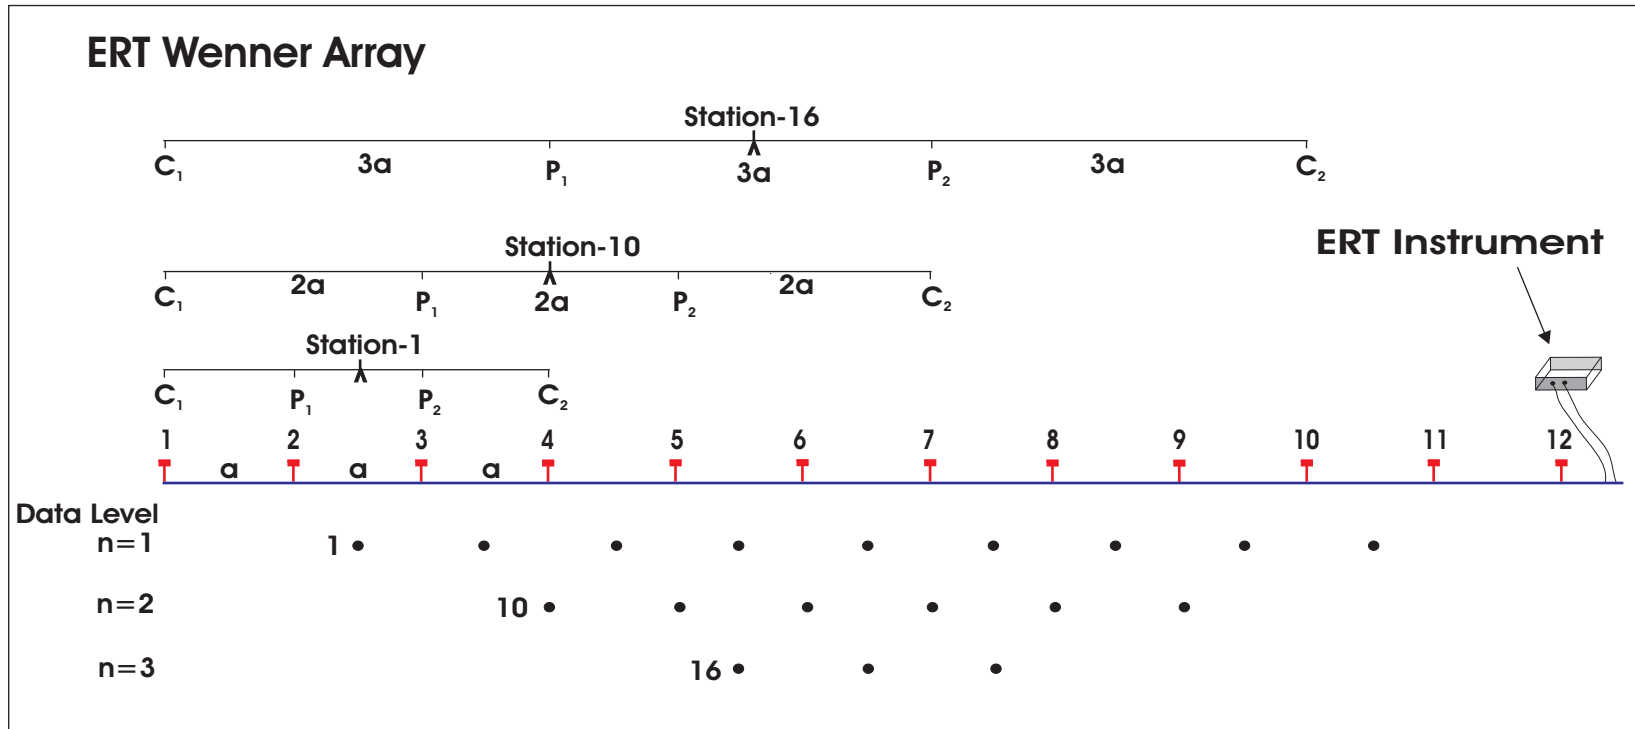 ERT Wenner Array
Station-16
C₁ 3a P₁ 3a P₂ 3a C₂
Station-10
C₁ 2a P₁ 2a P₂ 2a C₂
ERT Instrument
Station-1
C₁ P₁ P₂ C₂
1 2 3 4 5 6 7 8 9 10 11 12
a a a
Data Level
n=1 1
n=2 10
n=3 16